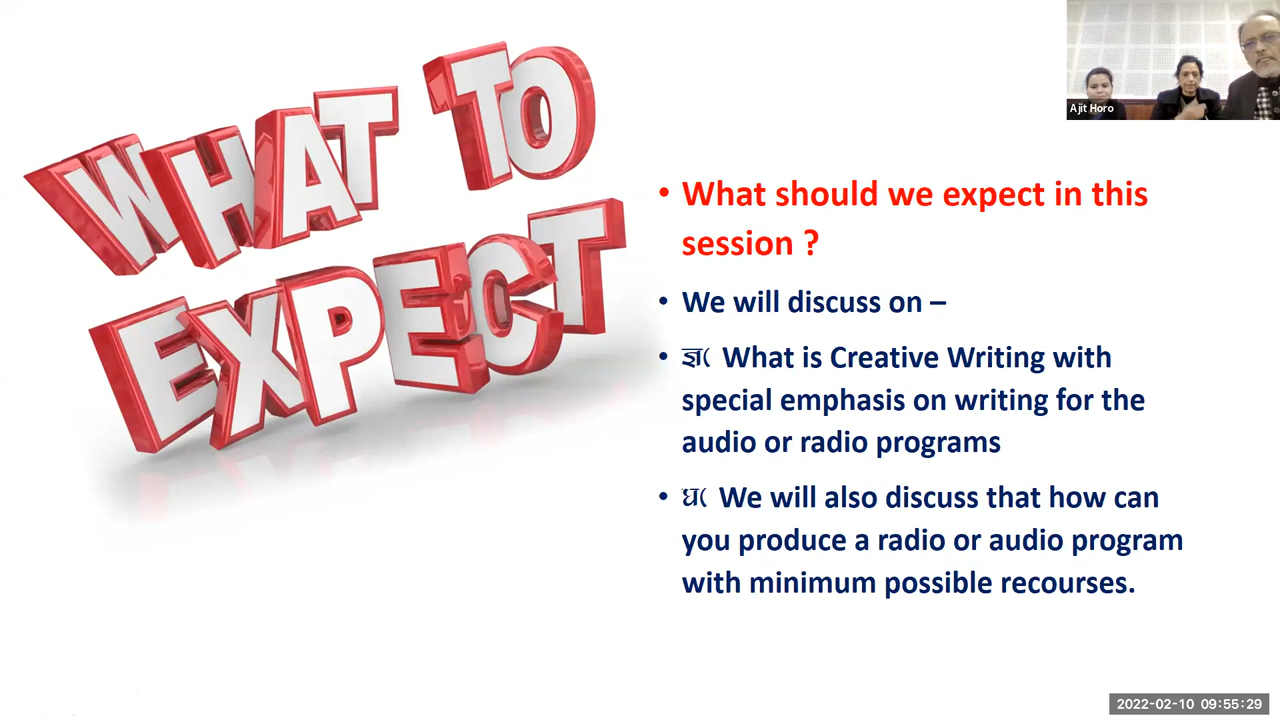 WHAT TO
EXPECT
Ajit Horo
• What should we expect in this
session ?
• We will discuss on –
• ज्ञ( What is Creative Writing with
special emphasis on writing for the
audio or radio programs
• घ( We will also discuss that how can
you produce a radio or audio program
with minimum possible recourses.
2022-02-10 09:55:29